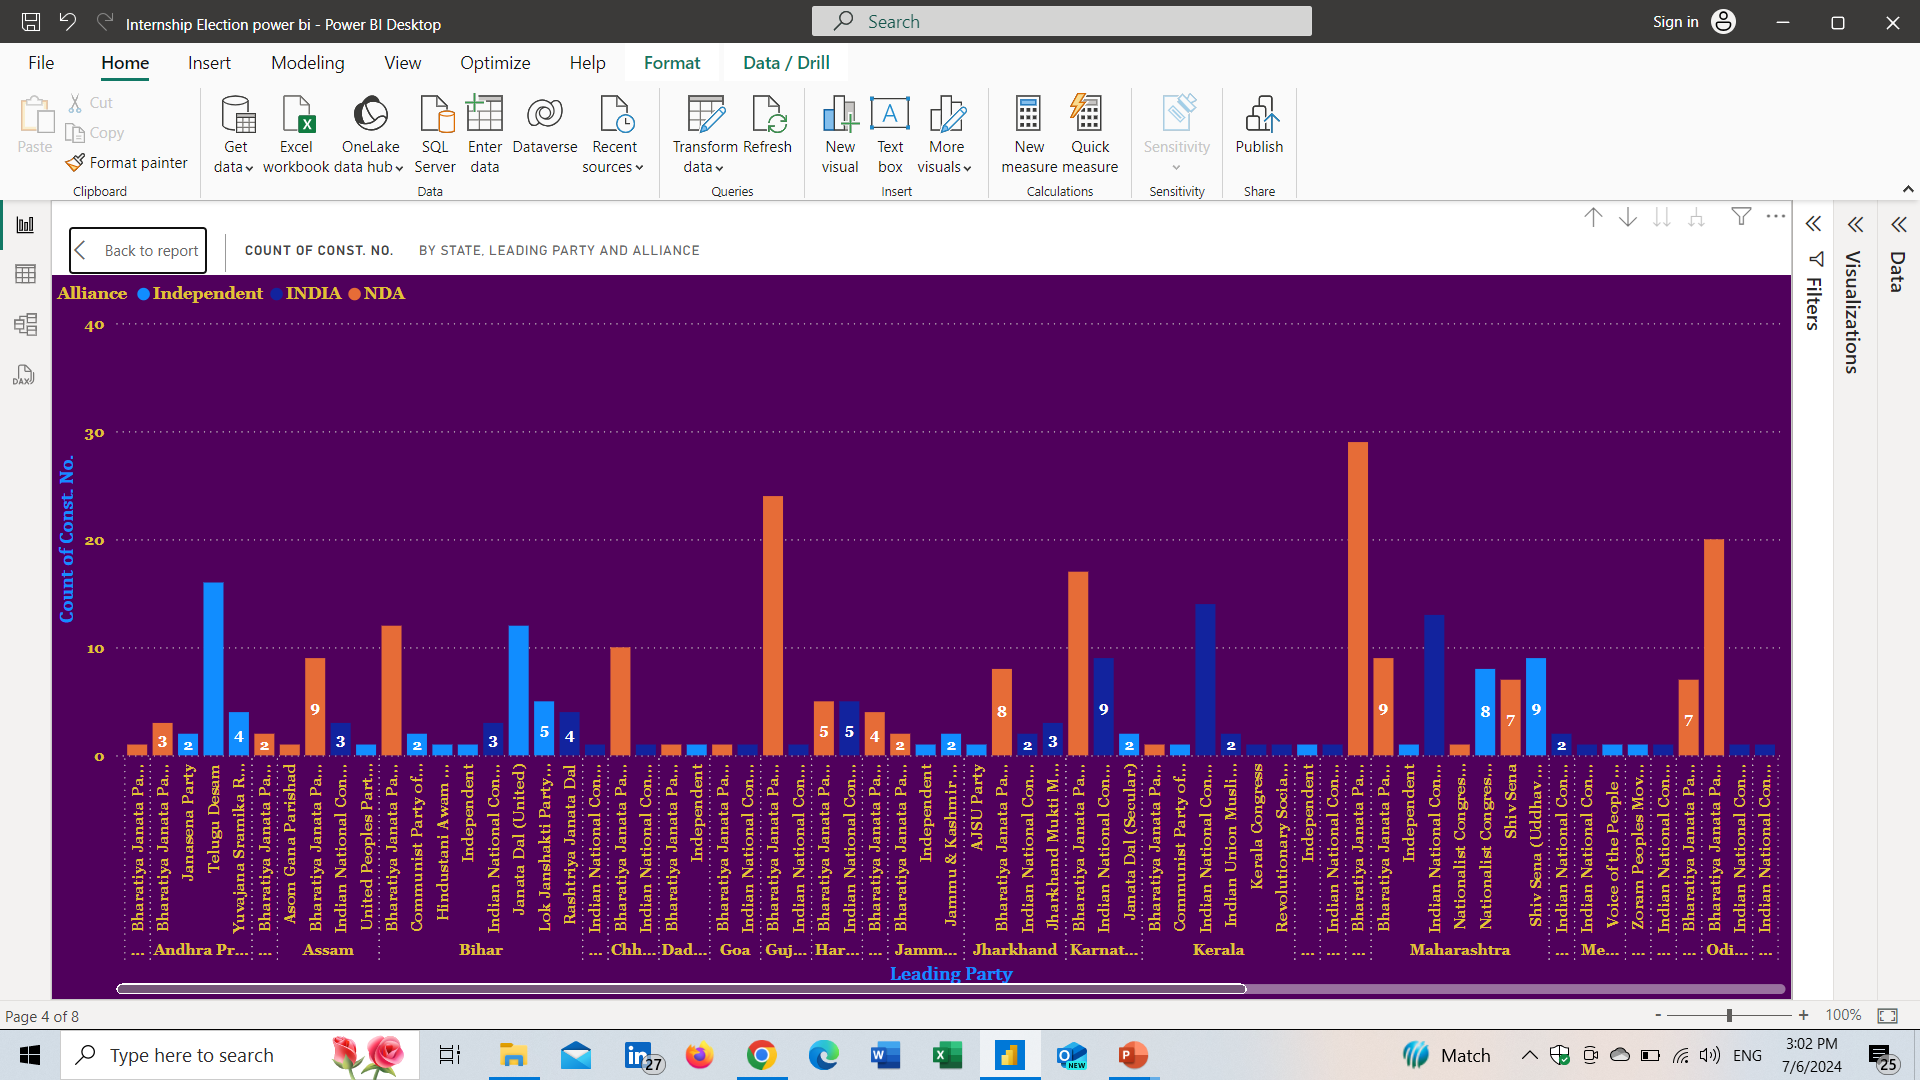 Internship Election power bi - Power BI Desktop
Search
Sign in
File Home Insert Modeling View Optimize Help Format Data / Drill
Paste
Cut
Copy
Format painter
Clipboard
Get data
Excel workbook
OneLake data hub
SQL Server
Enter data
Dataverse
Recent sources
Data
Transform data
Refresh
Queries
New visual
Text box
More visuals
Insert
New measure
Quick measure
Calculations
Sensitivity
Sensitivity
Publish
Share
DAX
Back to report
COUNT OF CONST. NO. BY STATE, LEADING PARTY AND ALLIANCE
Filters
Visualizations
Data
Alliance Independent INDIA NDA
Count of Const. No.
40
30
20
10
0
3 2 4 2 9 3 2 3 5 4 5 5 4 2 2 8 2 3 9 2 2 9 8 7 9 2 7
Bharatiya Janata Pa...
Bharatiya Janata Pa...
Janasena Party
Telugu Desam
Yuvajana Sramika R...
Bharatiya Janata Pa...
Asom Gana Parishad
Bharatiya Janata Pa...
Indian National Con...
United Peoples Part...
Bharatiya Janata Pa...
Communist Party of...
Hindustani Awam ...
Independent
Indian National Con...
Janata Dal (United)
Lok Janshakti Party...
Rashtriya Janata Dal
Indian National Con...
Bharatiya Janata Pa...
Indian National Con...
Bharatiya Janata Pa...
Independent
Bharatiya Janata Pa...
Indian National Con...
Bharatiya Janata Pa...
Indian National Con...
Bharatiya Janata Pa...
Indian National Con...
Bharatiya Janata Pa...
Bharatiya Janata Pa...
Independent
Jammu & Kashmir ...
AJSU Party
Bharatiya Janata Pa...
Indian National Con...
Jharkhand Mukti M...
Bharatiya Janata Pa...
Indian National Con...
Janata Dal (Secular)
Bharatiya Janata Pa...
Communist Party of...
Indian National Con...
Indian Union Musli...
Kerala Congress
Revolutionary Socia...
Independent
Indian National Con...
Bharatiya Janata Pa...
Bharatiya Janata Pa...
Independent
Indian National Con...
Nationalist Congres...
Nationalist Congres...
Shiv Sena
Shiv Sena (Uddhav ...
Indian National Con...
Indian National Con...
Voice of the People ...
Zoram Peoples Mov...
Indian National Con...
Bharatiya Janata Pa...
Bharatiya Janata Pa...
Indian National Con...
Indian National Con...
... Andhra Pr... ... Assam Bihar ... Chh... Dad... Goa Guj... Har... ... Jamm... Jharkhand Karnat... Kerala ... ... ... Maharashtra ... Me... ... ... ... Odi... ...
Leading Party
Page 4 of 8
- + 100%
Type here to search
27
NEW
Match
ENG
3:02 PM
7/6/2024
25